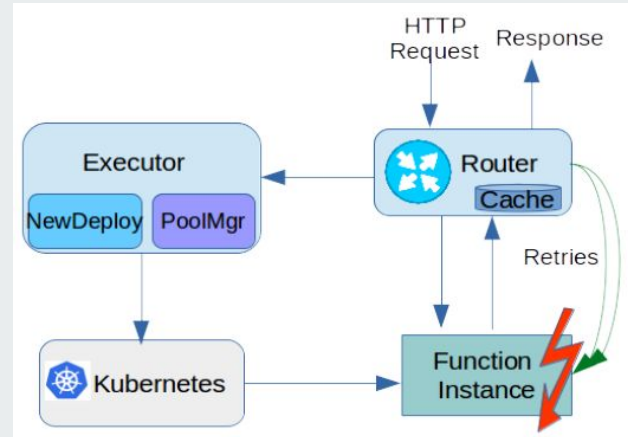 HTTP
Request
Response
Executor
NewDeploy
PoolMgr
Router
Cache
Retries
Kubernetes
Function
Instance